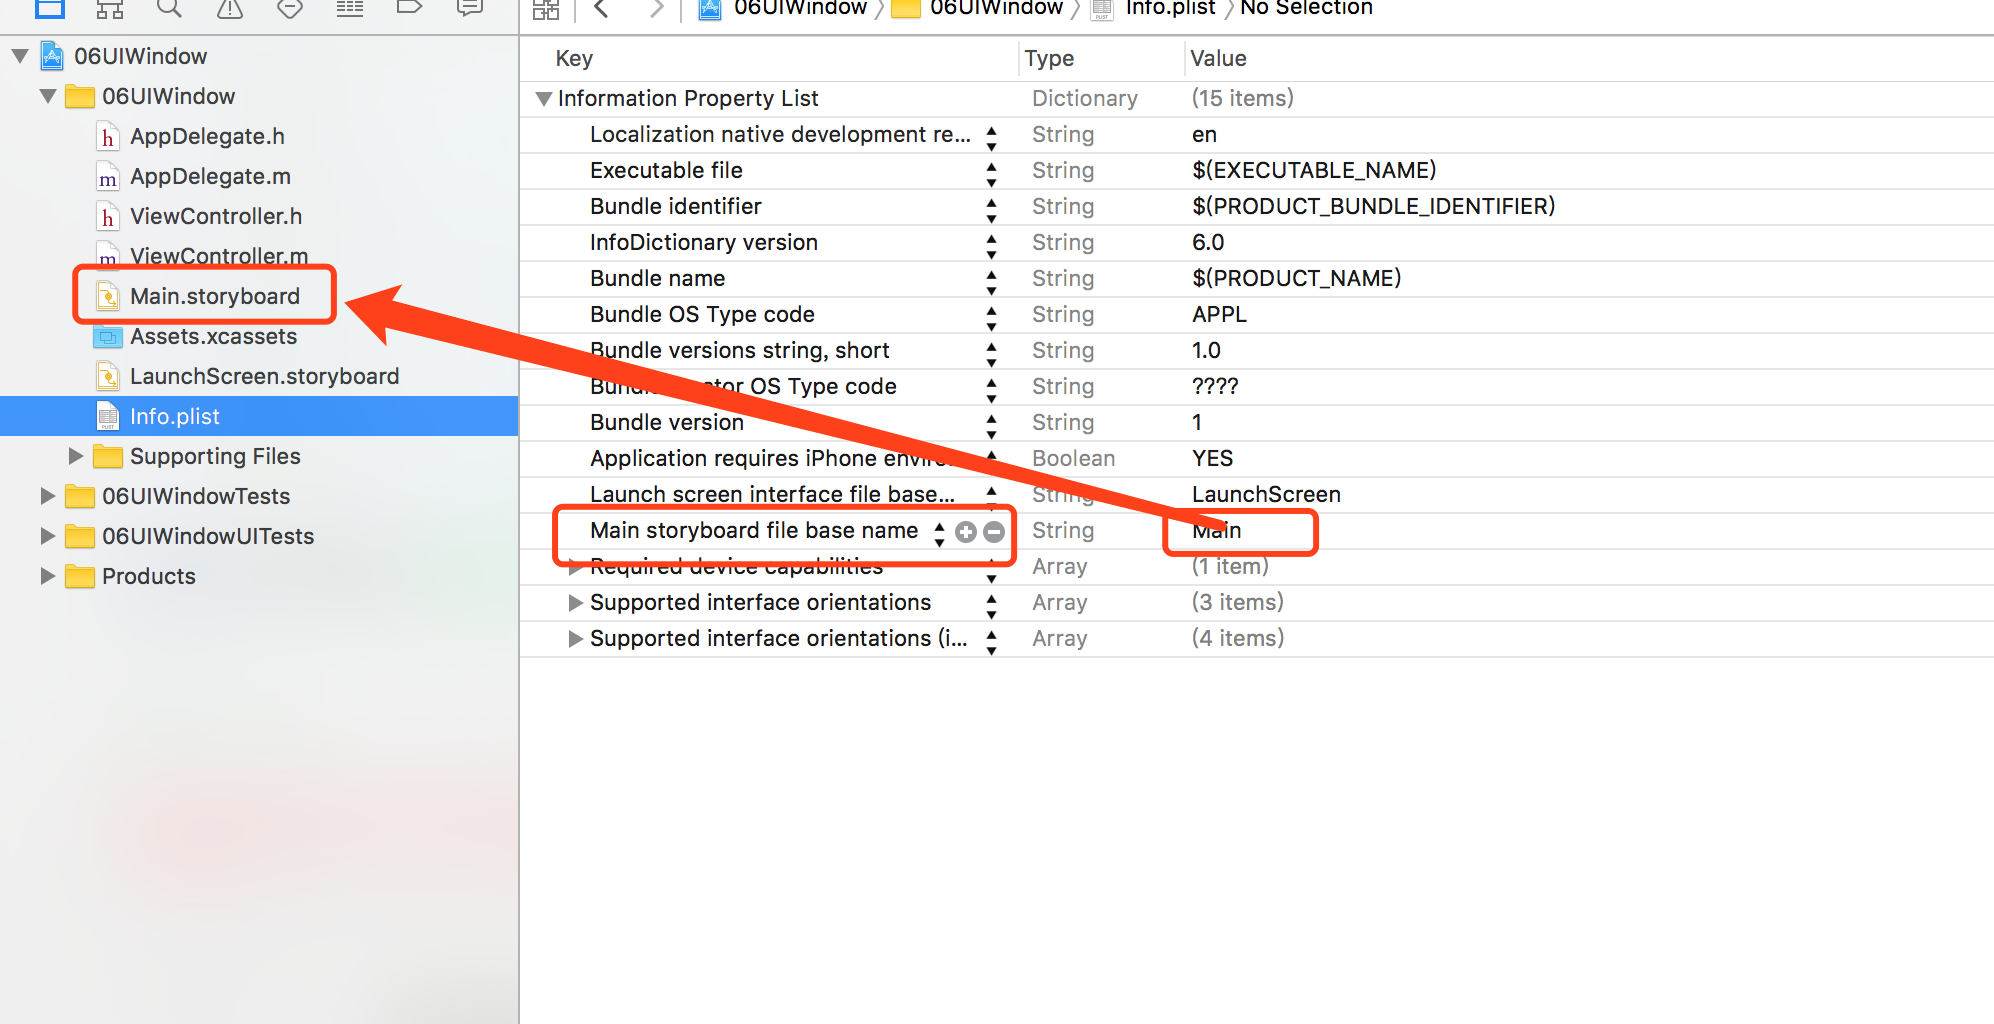 06UIWindow 06UIWindow Info.plist No Selection
06UIWindow
06UIWindow
h AppDelegate.h
m AppDelegate.m
h ViewController.h
m ViewController.m
Main.storyboard
Assets.xcassets
LaunchScreen.storyboard
Info.plist
Supporting Files
06UIWindowTests
06UIWindowUITests
Products
Key Type Value
Information Property List Dictionary (15 items)
Localization native development re... String en
Executable file String $(EXECUTABLE_NAME)
Bundle identifier String $(PRODUCT_BUNDLE_IDENTIFIER)
InfoDictionary version String 6.0
Bundle name String $(PRODUCT_NAME)
Bundle OS Type code String APPL
Bundle versions string, short String 1.0
OS Type code String ????
Bundle version String 1
Application requires iPhone Boolean YES
Launch screen interface file base... String LaunchScreen
Main storyboard file base name String Main
Required device capabilities Array (1 item)
Supported interface orientations Array (3 items)
Supported interface orientations (i... Array (4 items)